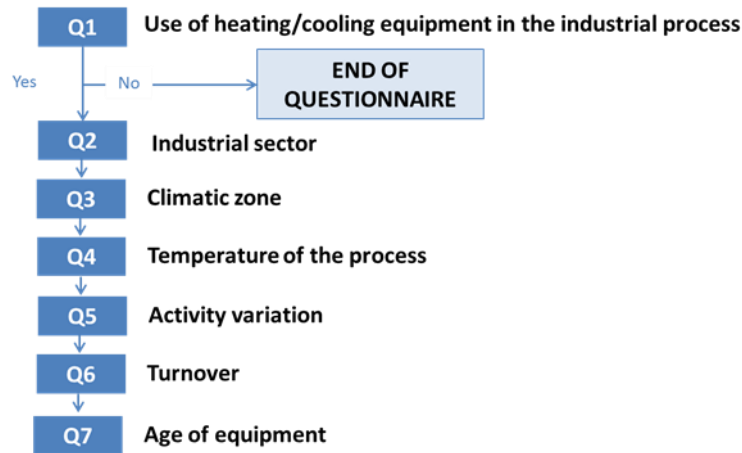 Q1 Use of heating/cooling equipment in the industrial process
Yes No END OF
QUESTIONNAIRE
Q2 Industrial sector
Q3 Climatic zone
Q4 Temperature of the process
Q5 Activity variation
Q6 Turnover
Q7 Age of equipment